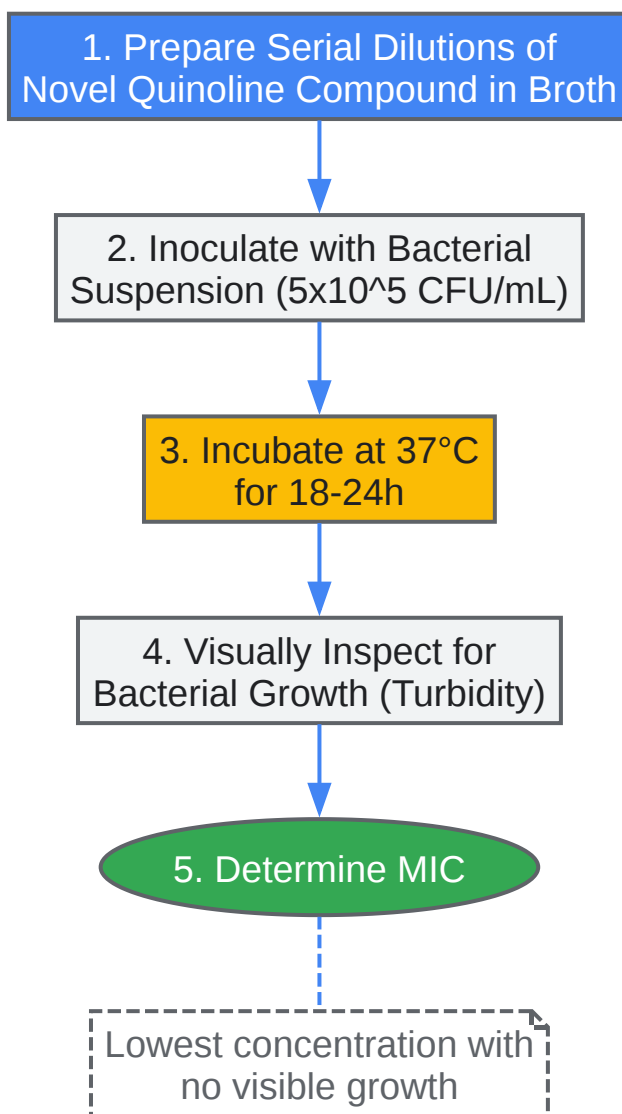 1. Prepare Serial Dilutions of
Novel Quinoline Compound in Broth
2. Inoculate with Bacterial
Suspension (5x10^5 CFU/mL)
3. Incubate at 37°C
for 18-24h
4. Visually Inspect for
Bacterial Growth (Turbidity)
5. Determine MIC
Lowest concentration with
no visible growth